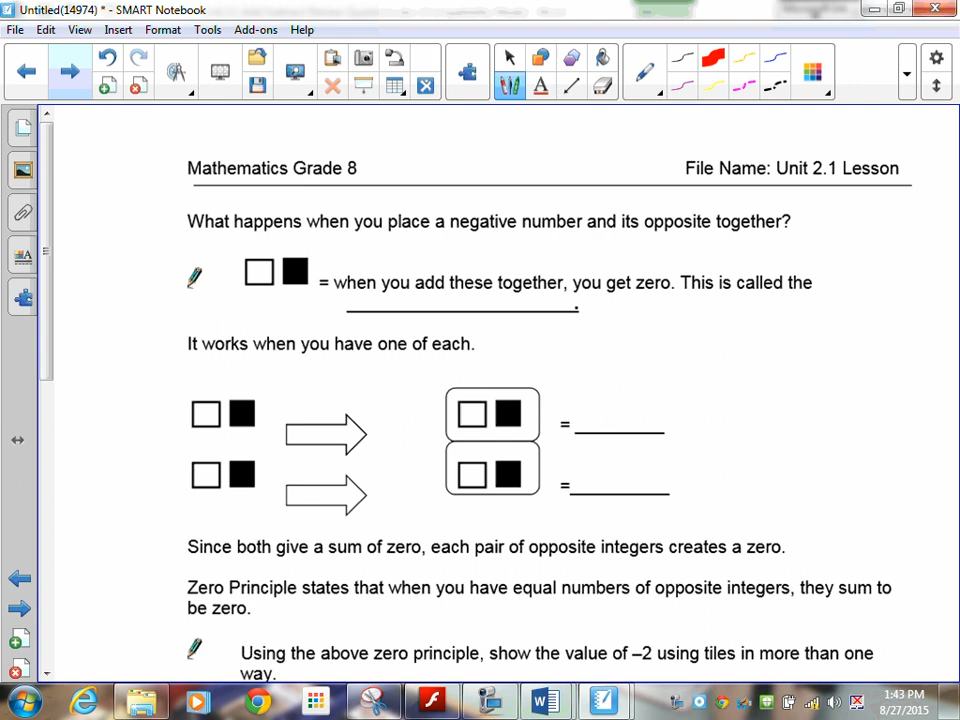 Untitled(14974) * - SMART Notebook
File Edit View Insert Format Tools Add-ons Help
Mathematics Grade 8 File Name: Unit 2.1 Lesson
What happens when you place a negative number and its opposite together?
= when you add these together, you get zero. This is called the
____________________.
It works when you have one of each.
= _________
=__________
Since both give a sum of zero, each pair of opposite integers creates a zero.
Zero Principle states that when you have equal numbers of opposite integers, they sum to
be zero.
Using the above zero principle, show the value of –2 using tiles in more than one
way.
1:43 PM
8/27/2015